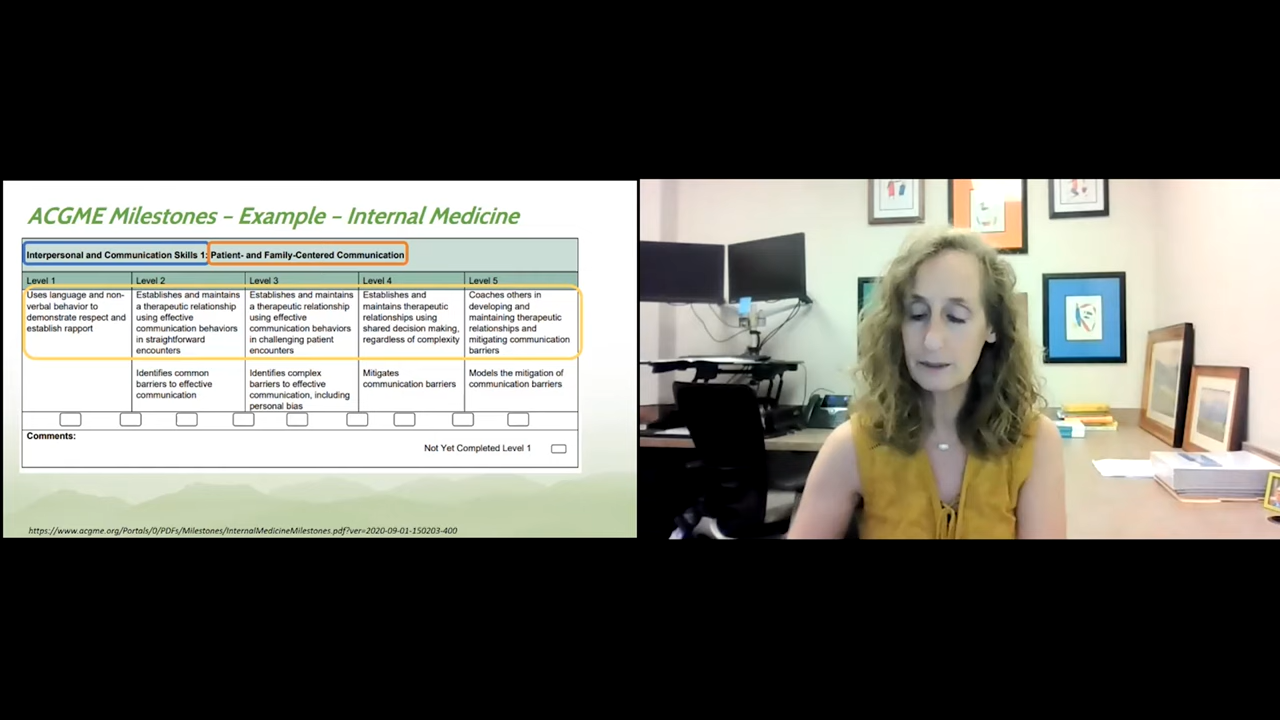 ACGME Milestones – Example – Internal Medicine
Interpersonal and Communication Skills 1: Patient- and Family-Centered Communication
Level 1
Level 2
Level 3
Level 4
Level 5
Uses language and non-
verbal behavior to
demonstrate respect and
establish rapport
Establishes and maintains
a therapeutic relationship
using effective
communication behaviors
in straightforward
encounters
Establishes and maintains
a therapeutic relationship
using effective
communication behaviors
in challenging patient
encounters
Establishes and
maintains therapeutic
relationships using
shared decision making,
regardless of complexity
Coaches others in
developing and
maintaining therapeutic
relationships and
mitigating communication
barriers
Identifies common
barriers to effective
communication
Identifies complex
barriers to effective
communication, including
personal bias
Mitigates
communication barriers
Models the mitigation of
communication barriers
Comments:
Not Yet Completed Level 1
https://www.acgme.org/Portals/0/PDFs/Milestones/InternalMedicineMilestones.pdf?ver=2020-09-01-150203-400